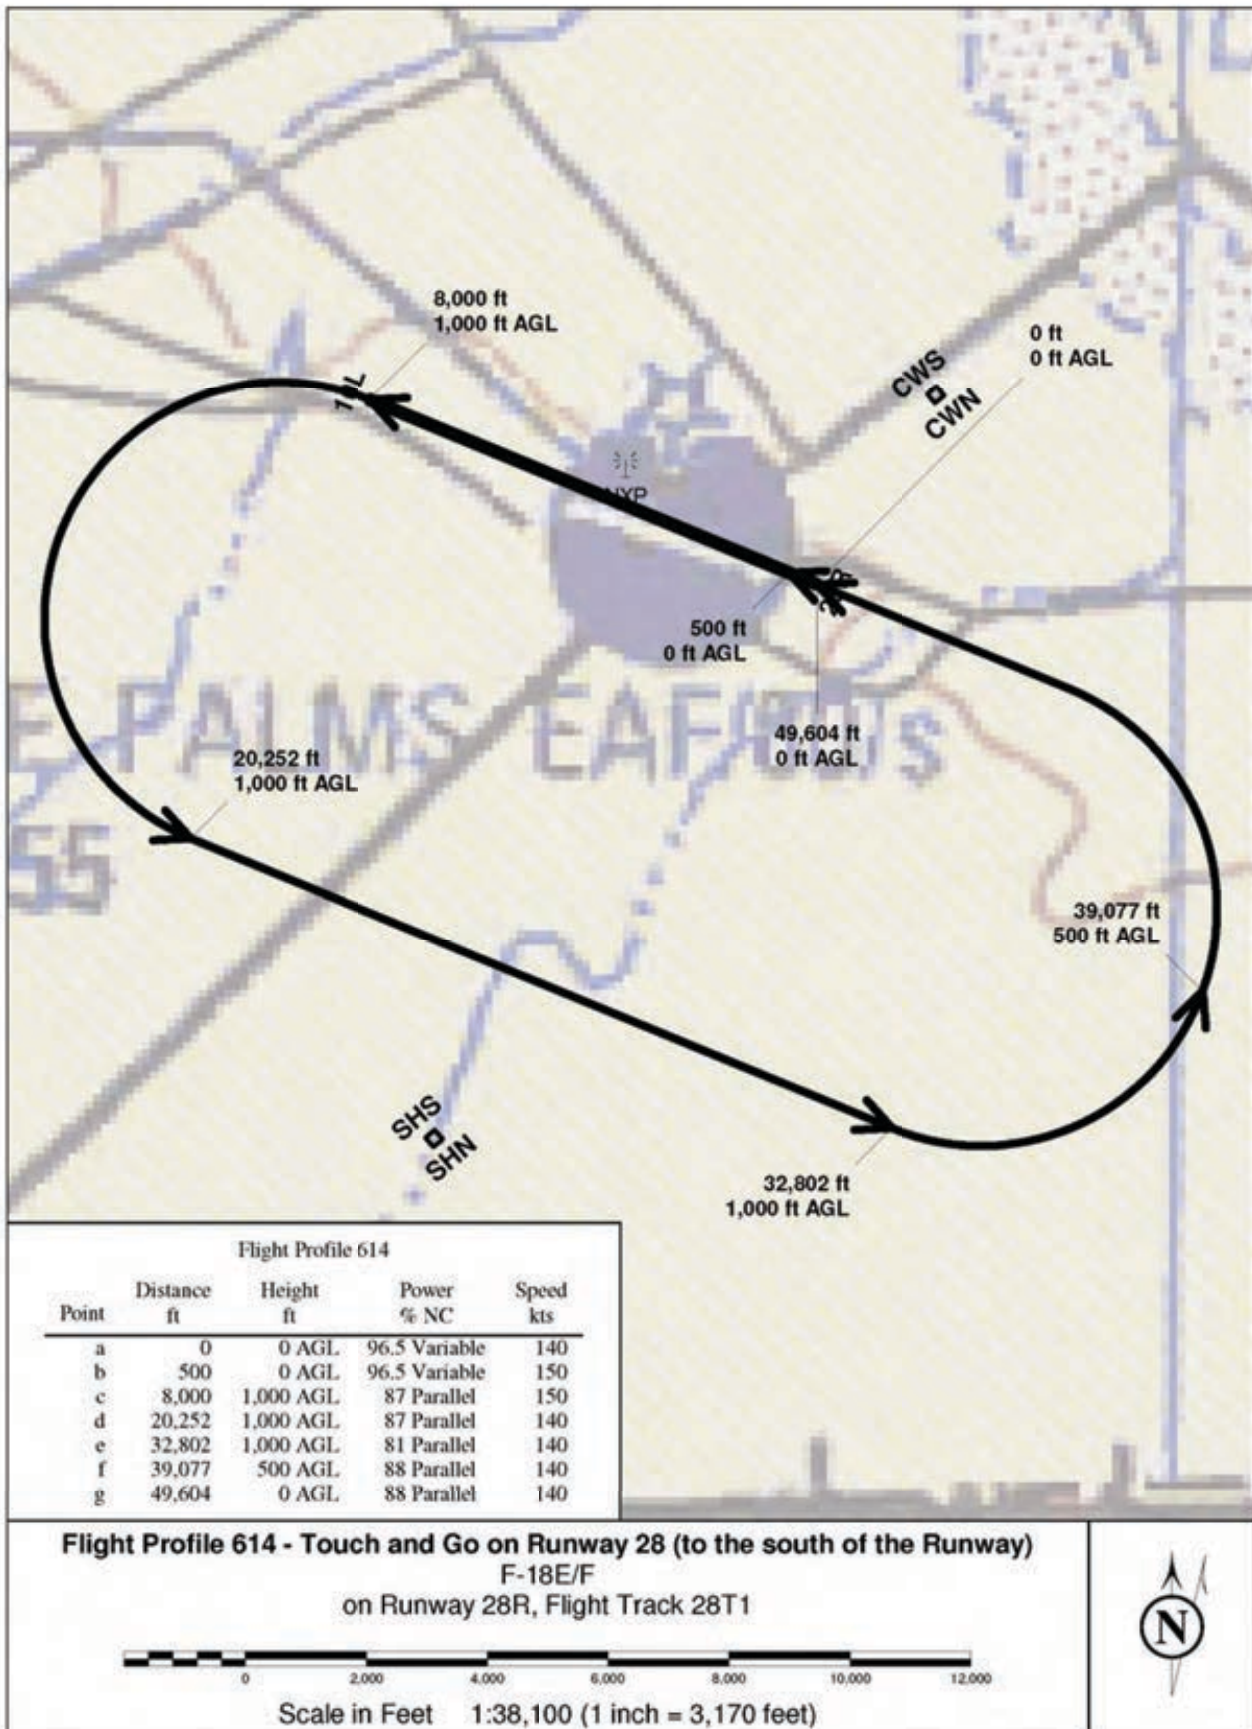 8,000 ft
1,000 ft AGL
0 ft
0 ft AGL
CWS
CWN
NXP
500 ft
0 ft AGL
49,604 ft
0 ft AGL
E PALMS EAF
20,252 ft
1,000 ft AGL
55
39,077 ft
500 ft AGL
SHS
SHN
32,802 ft
1,000 ft AGL
Flight Profile 614
Point Distance ft Height ft Power % NC Speed kts
a 0 0 AGL 96.5 Variable 140
b 500 0 AGL 96.5 Variable 150
c 8,000 1,000 AGL 87 Parallel 150
d 20,252 1,000 AGL 87 Parallel 140
e 32,802 1,000 AGL 81 Parallel 140
f 39,077 500 AGL 88 Parallel 140
g 49,604 0 AGL 88 Parallel 140
Flight Profile 614 - Touch and Go on Runway 28 (to the south of the Runway)
F-18E/F
on Runway 28R, Flight Track 28T1
N
0 2,000 4,000 6,000 8,000 10,000 12,000
Scale in Feet 1:38,100 (1 inch = 3,170 feet)